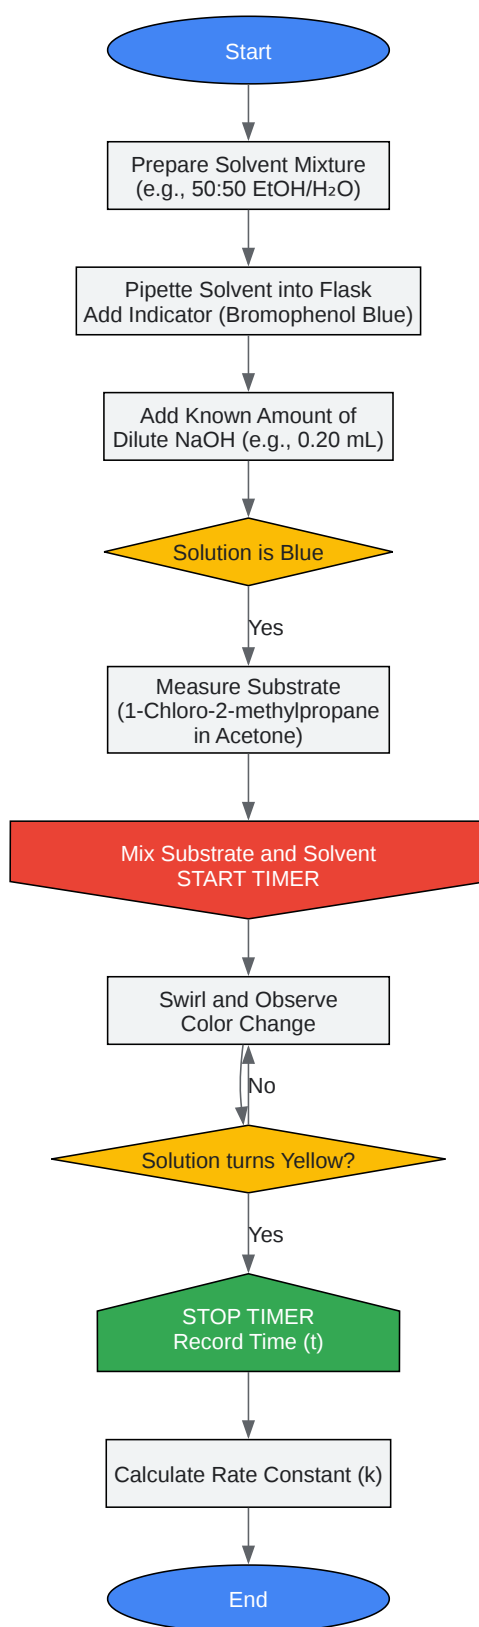 Start
Prepare Solvent Mixture
(e.g., 50:50 EtOH/H₂O)
Pipette Solvent into Flask
Add Indicator (Bromophenol Blue)
Add Known Amount of
Dilute NaOH (e.g., 0.20 mL)
Solution is Blue
Yes
Measure Substrate
(1-Chloro-2-methylpropane
in Acetone)
Mix Substrate and Solvent
START TIMER
Swirl and Observe
Color Change
No
Solution turns Yellow?
Yes
STOP TIMER
Record Time (t)
Calculate Rate Constant (k)
End